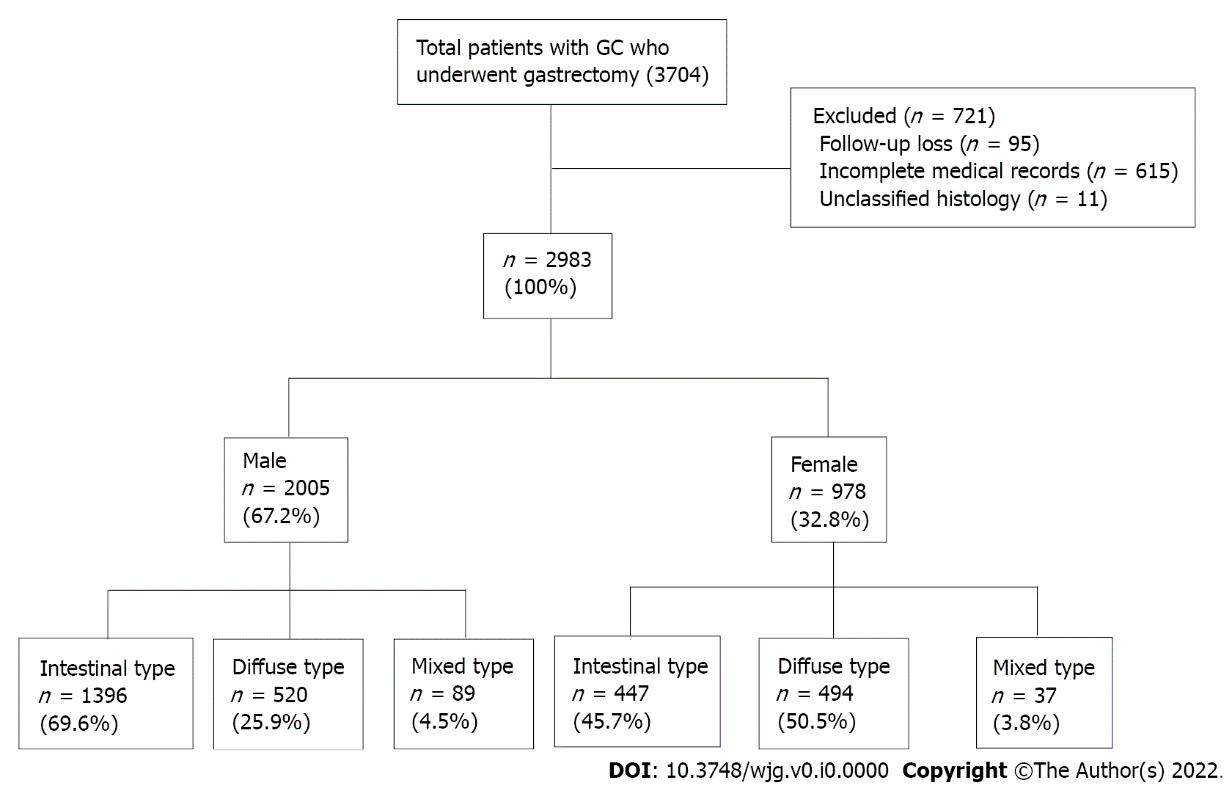 Total patients with GC who
underwent gastrectomy (3704)
Excluded (n = 721)
Follow-up loss (n = 95)
Incomplete medical records (n = 615)
Unclassified histology (n = 11)
n = 2983
(100%)
Male
n = 2005
(67.2%)
Female
n = 978
(32.8%)
Intestinal type
n = 1396
(69.6%)
Diffuse type
n = 520
(25.9%)
Mixed type
n = 89
(4.5%)
Intestinal type
n = 447
(45.7%)
Diffuse type
n = 494
(50.5%)
Mixed type
n = 37
(3.8%)
DOI: 10.3748/wjg.v0.i0.0000 Copyright ©The Author(s) 2022.